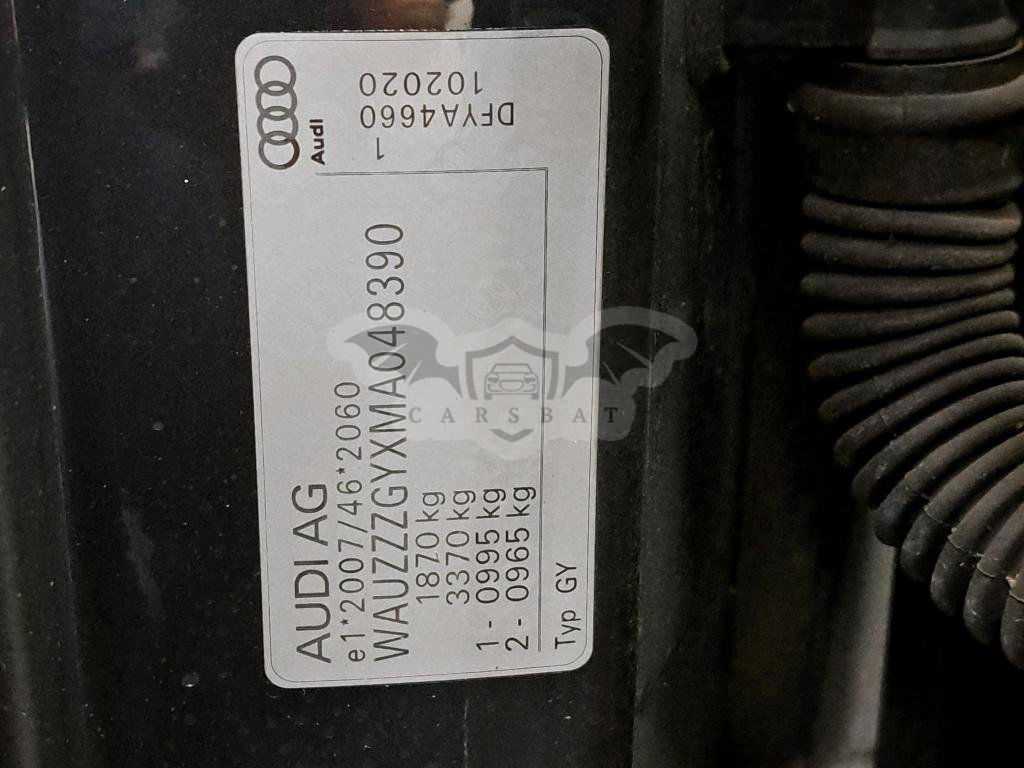 AUDI AG
e1*2007/46*2060
WAUZZZGYXMA048390
1870 kg
3370 kg
1 - 0995 kg
2 - 0965 kg
Typ GY
Audi
1
DFYA4660
102020
CARSBAT